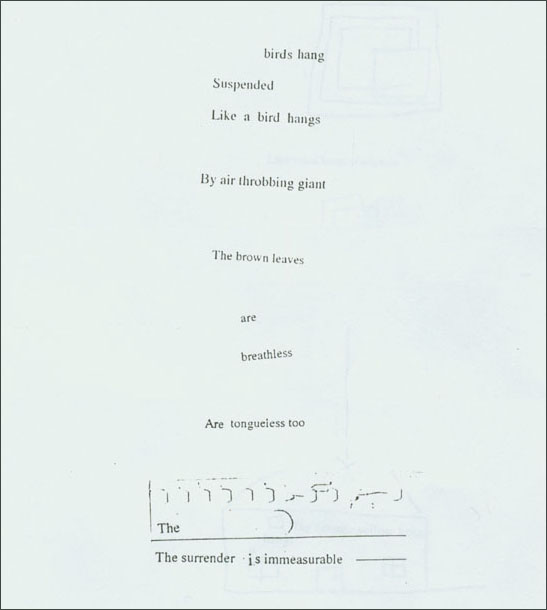 birds hang
Suspended
Like a bird hangs
By air throbbing giant
The brown leaves
are
breathless
Are tongueless too
The
The surrender is immeasurable